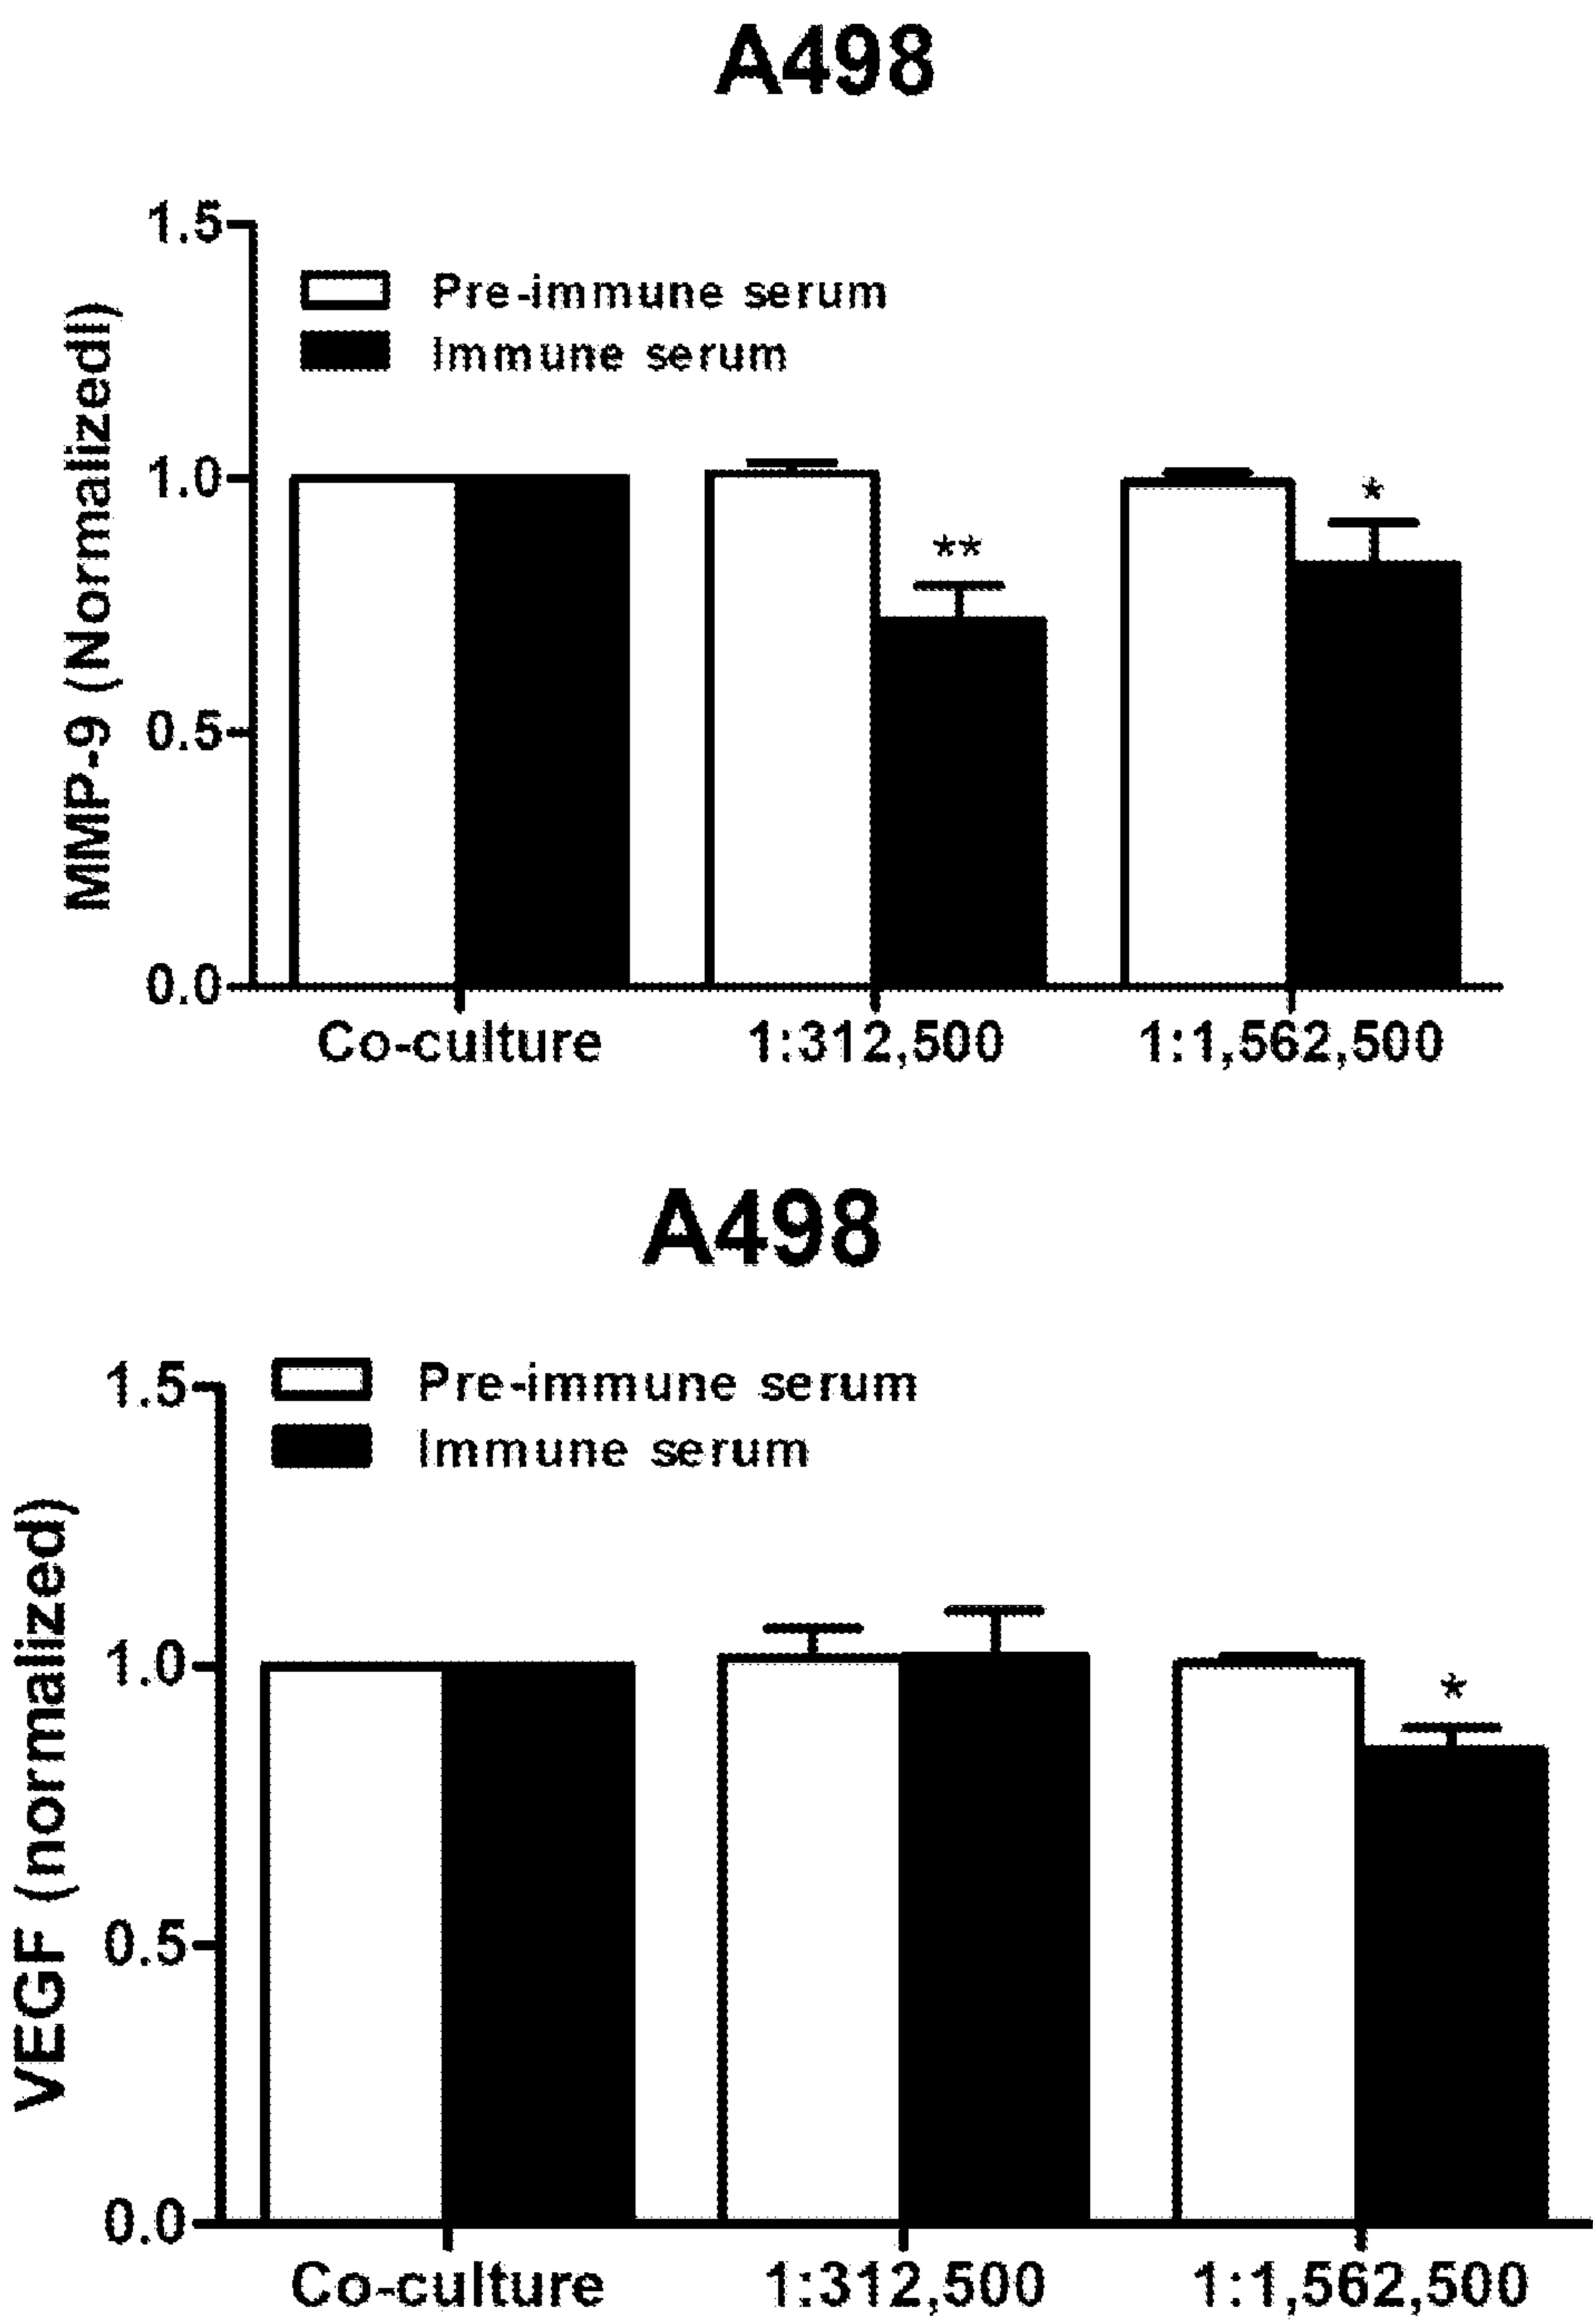 A498
1.5
Pre-immune serum
Immune serum
1.0
**
*
0.5
0.0
MMP-9 (Normalizedl)
Co-culture 1:312,500 1:1,562,500
A498
1.5
Pre-immune serum
Immune serum
1.0
*
0.5
0.0
VEGF (normalized)
Co-culture 1:312,500 1:1,562,500